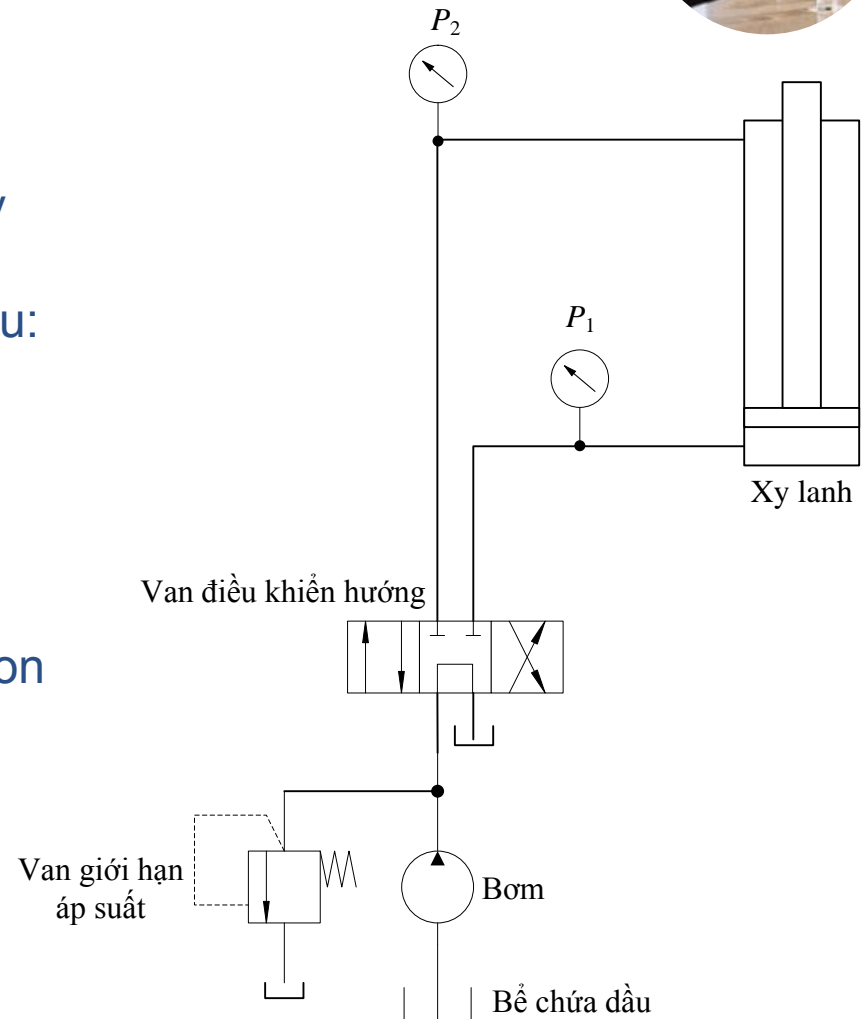 P2
y
u:
P1
Xy lanh
Van điều khiển hướng
on
Van giới hạn
áp suất
Bơm
Bể chứa dầu